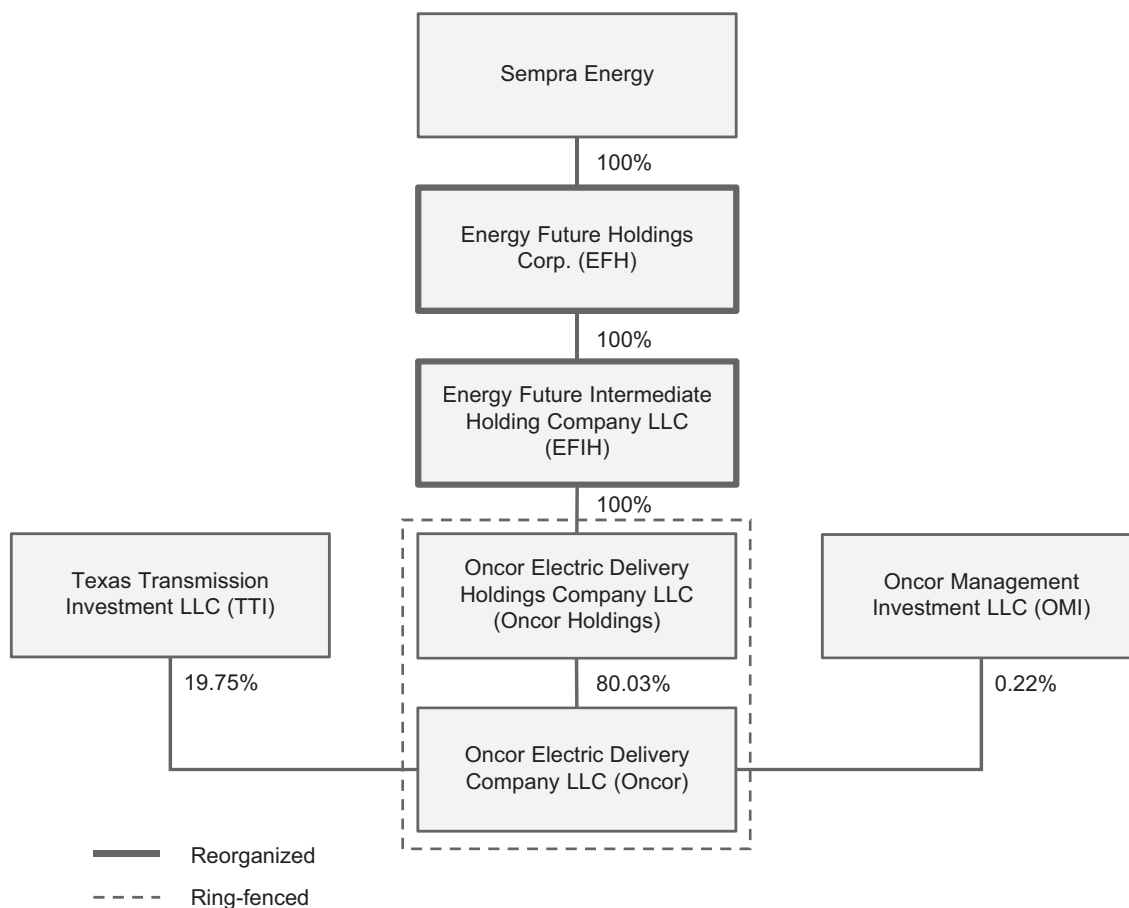 Sempra Energy
100%
Energy Future Holdings
Corp. (EFH)
100%
Energy Future Intermediate
Holding Company LLC
(EFIH)
100%
Texas Transmission
Investment LLC (TTI)
Oncor Electric Delivery
Holdings Company LLC
(Oncor Holdings)
Oncor Management
Investment LLC (OMI)
19.75%
80.03%
0.22%
Oncor Electric Delivery
Company LLC (Oncor)
Reorganized
Ring-fenced